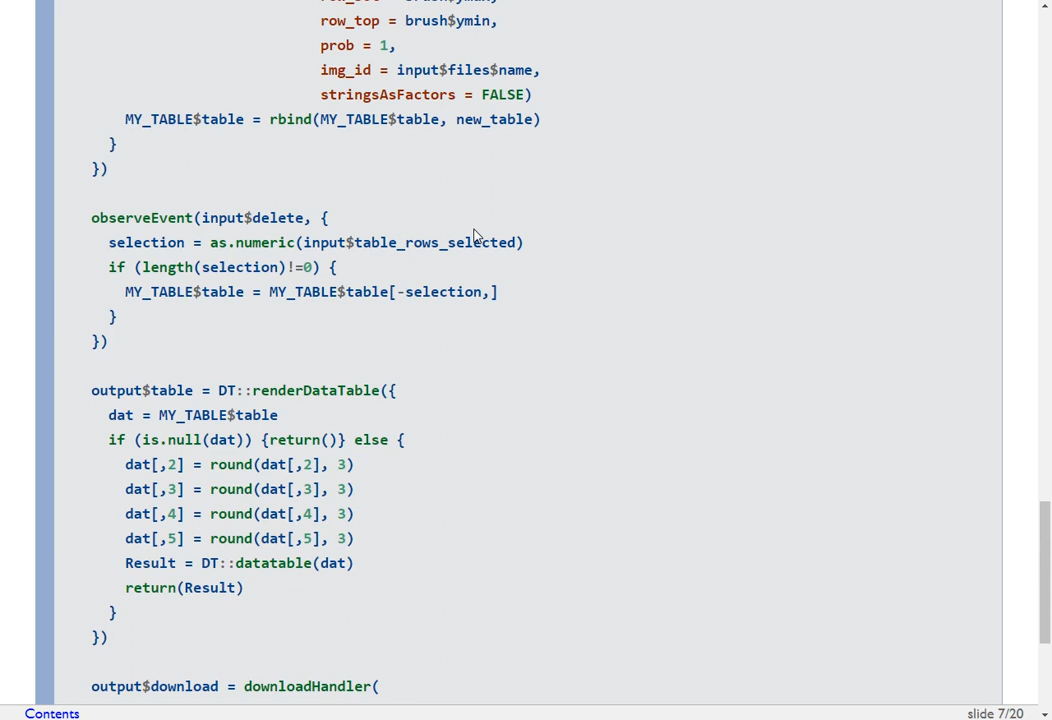 row_top = brush$ymin,
prob = 1,
img_id = input$files$name,
stringsAsFactors = FALSE)
MY_TABLE$table = rbind(MY_TABLE$table, new_table)
}
})
observeEvent(input$delete, {
selection = as.numeric(input$table_rows_selected)
if (length(selection)!=0) {
MY_TABLE$table = MY_TABLE$table[-selection,]
}
})
output$table = DT::renderDataTable({
dat = MY_TABLE$table
if (is.null(dat)) {return()} else {
dat[,2] = round(dat[,2], 3)
dat[,3] = round(dat[,3], 3)
dat[,4] = round(dat[,4], 3)
dat[,5] = round(dat[,5], 3)
Result = DT::datatable(dat)
return(Result)
}
})
output$download = downloadHandler(
Contents
slide 7/20